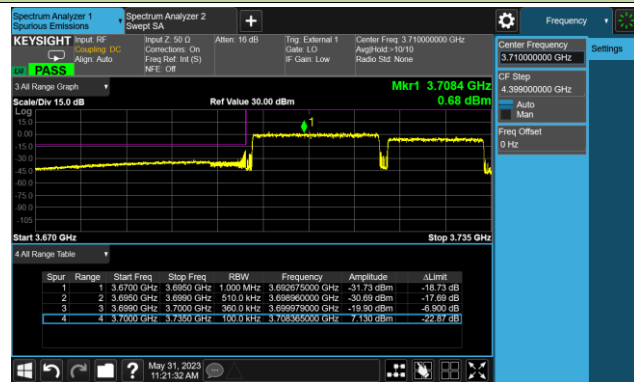 Spectrum Analyzer 1
Spurious Emissions
Spectrum Analyzer 2
Swept SA
Frequency
KEYSIGHT
Input: RF
Coupling: DC
Align: Auto
Input Z: 50 Ω
Corrections: On
Freq Ref: Int (S)
NFE: Off
Atten: 16 dB
Trig: External 1
Gate: LO
IF Gain: Low
Center Freq: 3.710000000 GHz
Avg|Hold:>10/10
Radio Std: None
PASS
Center Frequency
3.710000000 GHz
Settings
CF Step
4.399000000 GHz
Auto
Man
Freq Offset
0 Hz
3 All Range Graph
Mkr1 3.7084 GHz
Scale/Div 15.0 dB
Ref Value 30.00 dBm
0.68 dBm
Log
15.0
0.00
-15.0
-30.0
-45.0
-60.0
-75.0
-90.0
-105
1
Start 3.670 GHz
Stop 3.735 GHz
4 All Range Table
Spur Range Start Freq Stop Freq RBW Frequency Amplitude ΔLimit
1 1 3.6700 GHz 3.6950 GHz 1.000 MHz 3.692675000 GHz -31.73 dBm -18.73 dB
2 2 3.6950 GHz 3.6990 GHz 510.0 kHz 3.698960000 GHz -30.69 dBm -17.69 dB
3 3 3.6990 GHz 3.7000 GHz 360.0 kHz 3.699979000 GHz -19.90 dBm -6.900 dB
4 4 3.7000 GHz 3.7350 GHz 100.0 kHz 3.708365000 GHz 7.130 dBm -22.87 dB
May 31, 2023
11:21:32 AM